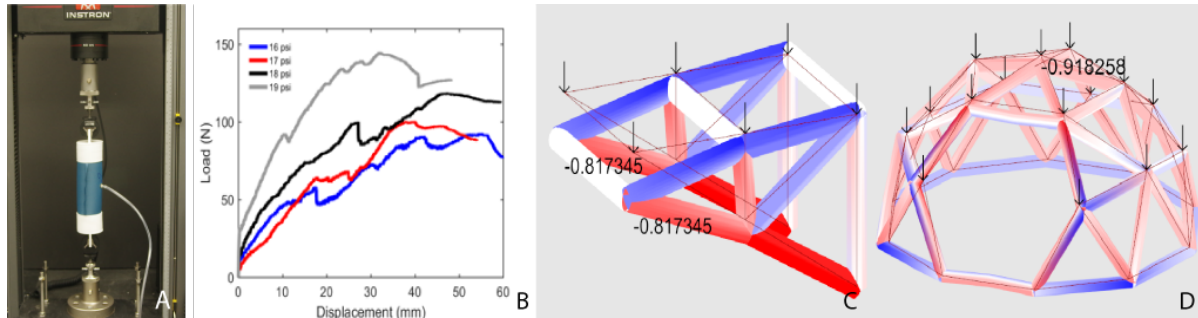 INSTRON
A
150
100
50
0
Load (N)
16 psi
17 psi
18 psi
19 psi
0 10 20 30 40 50 60
Displacement (mm)
B
-0.817345
-0.817345
C
-0.918258
D